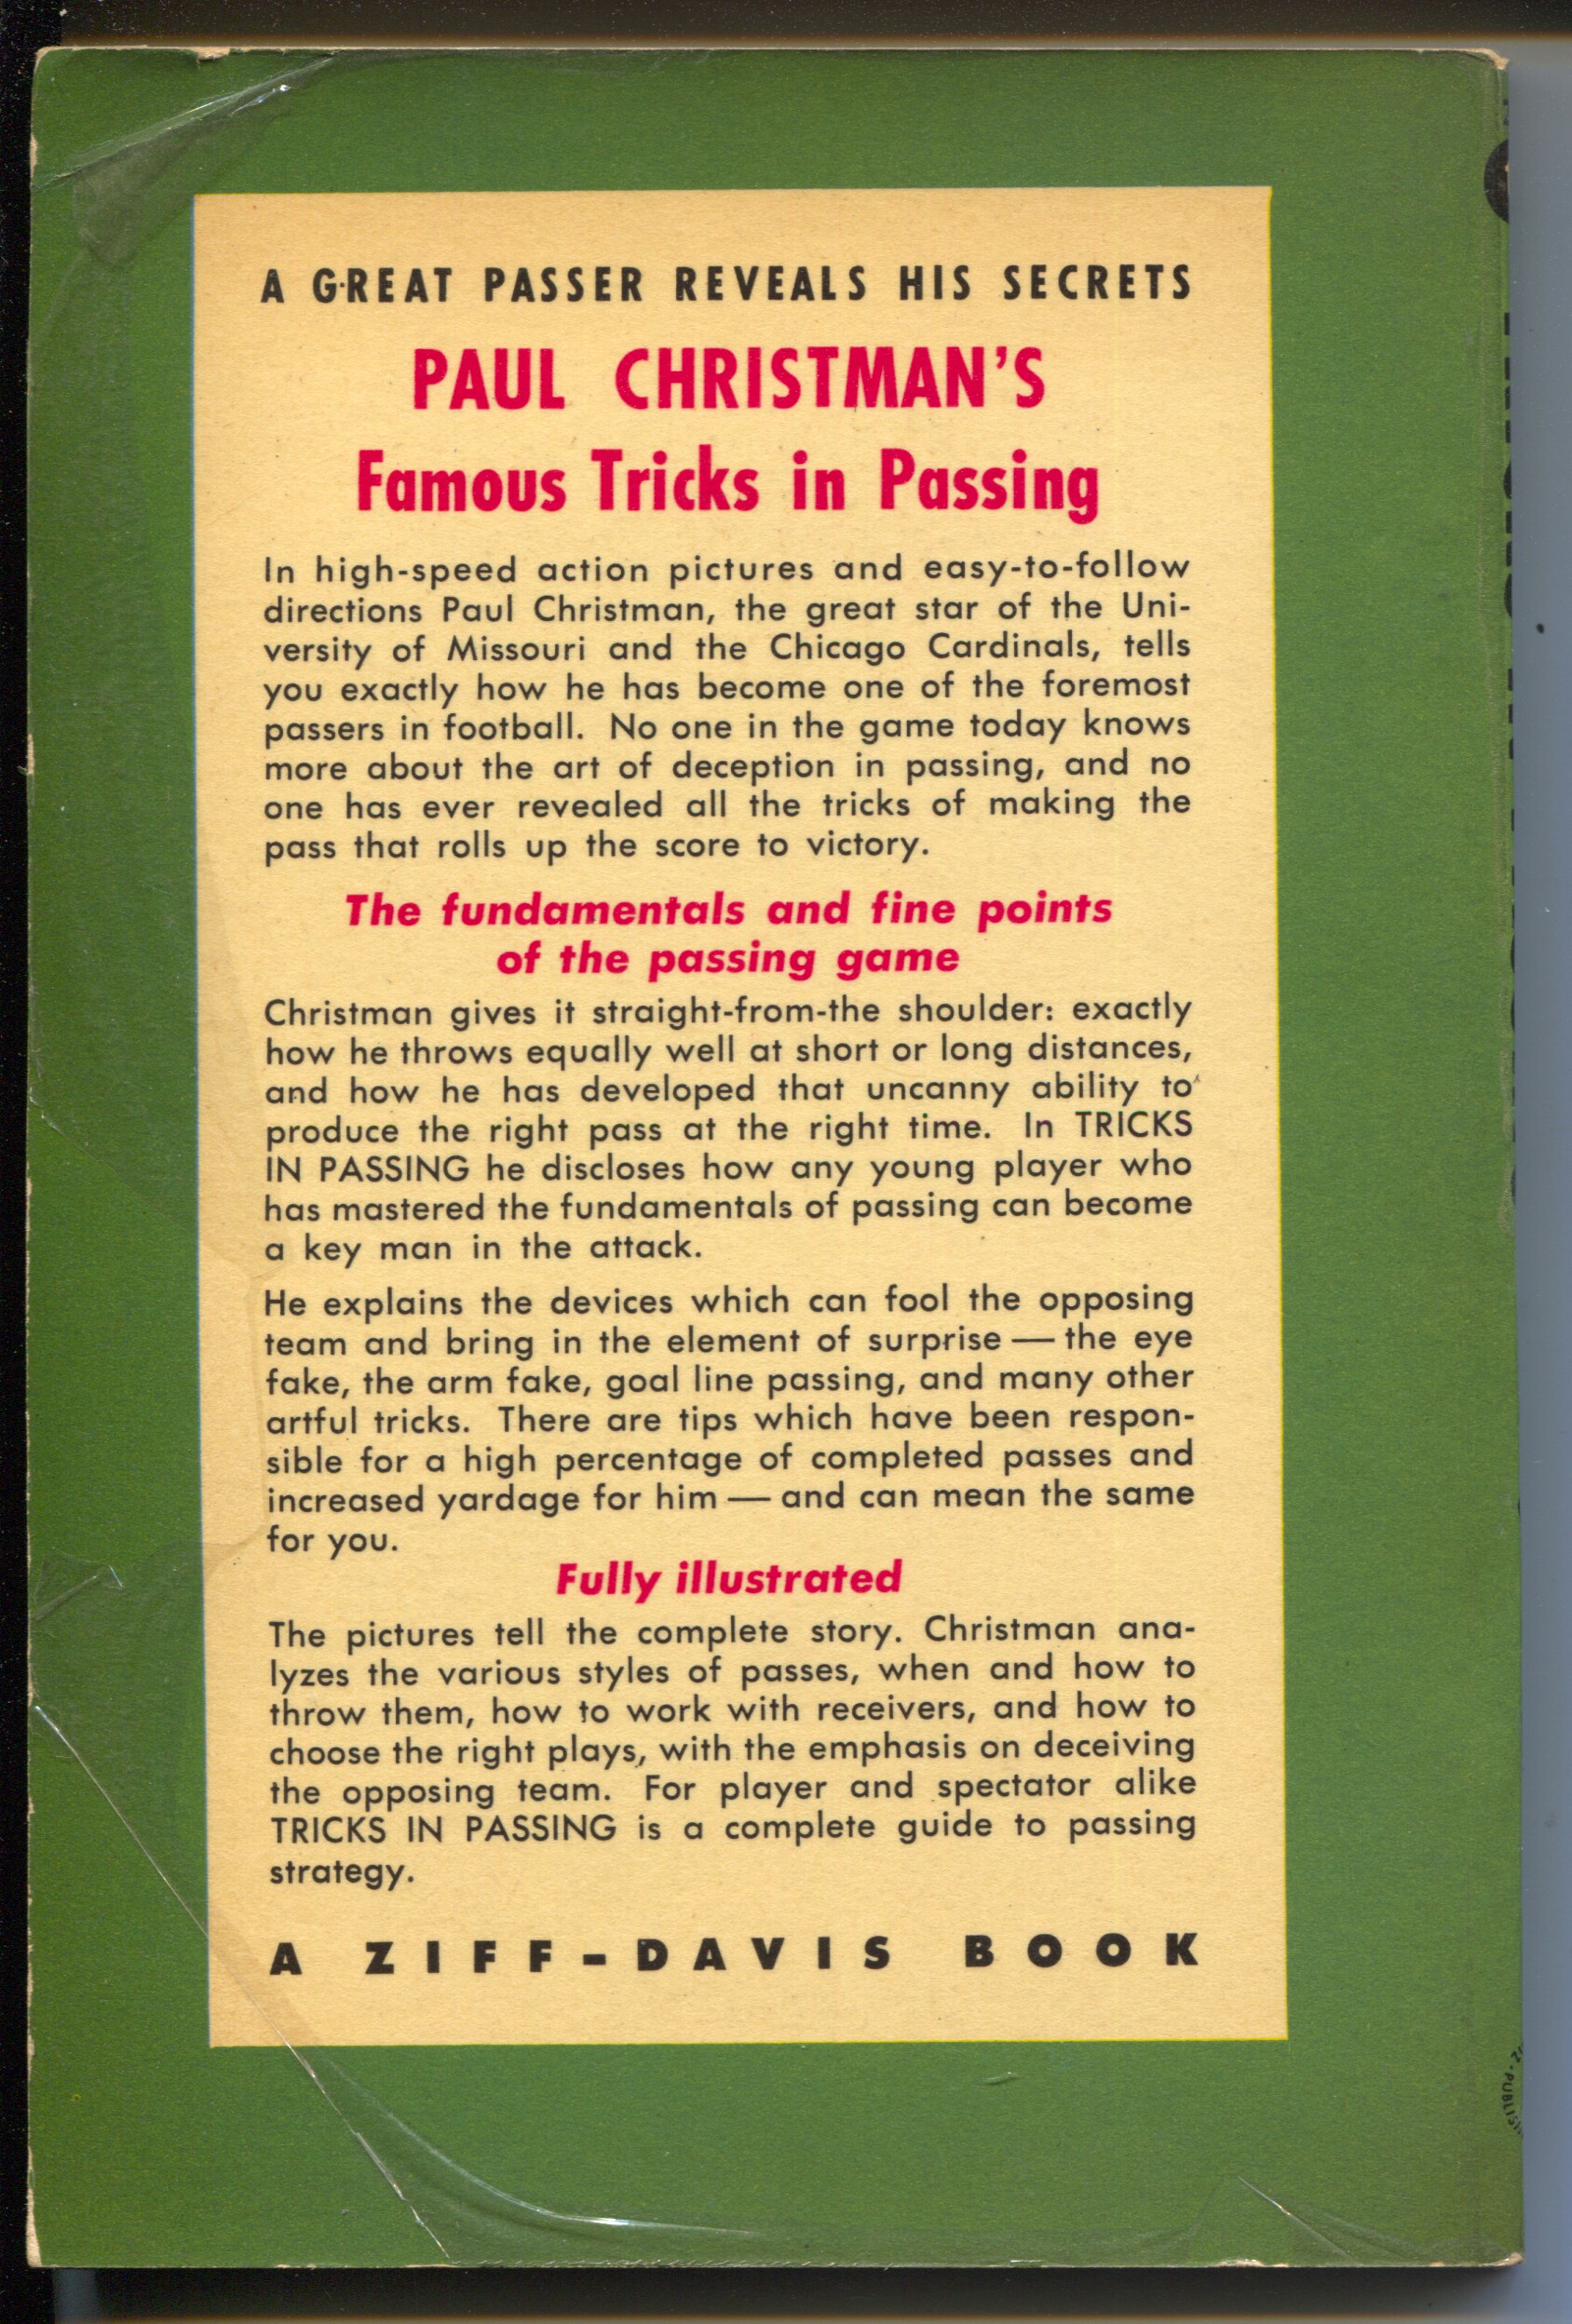 A GREAT PASSER REVEALS HIS SECRETS
PAUL CHRISTMAN'S
Famous Tricks in Passing
In high-speed action pictures and easy-to-follow
directions Paul Christman, the great star of the Uni-
versity of Missouri and the Chicago Cardinals, tells
you exactly how he has become one of the foremost
passers in football. No one in the game today knows
more about the art of deception in passing, and no
one has ever revealed all the tricks of making the
pass that rolls up the score to victory.
The fundamentals and fine points
of the passing game
Christman gives it straight-from-the shoulder: exactly
how he throws equally well at short or long distances,
and how he has developed that uncanny ability to
produce the right pass at the right time. In TRICKS
IN PASSING he discloses how any young player who
has mastered the fundamentals of passing can become
a key man in the attack.
He explains the devices which can fool the opposing
team and bring in the element of surprise — the eye
fake, the arm fake, goal line passing, and many other
artful tricks. There are tips which have been respon-
sible for a high percentage of completed passes and
increased yardage for him — and can mean the same
for you.
Fully illustrated
The pictures tell the complete story. Christman ana-
lyzes the various styles of passes, when and how to
throw them, how to work with receivers, and how to
choose the right plays, with the emphasis on deceiving
the opposing team. For player and spectator alike
TRICKS IN PASSING is a complete guide to passing
strategy.
A ZIFF-DAVIS BOOK